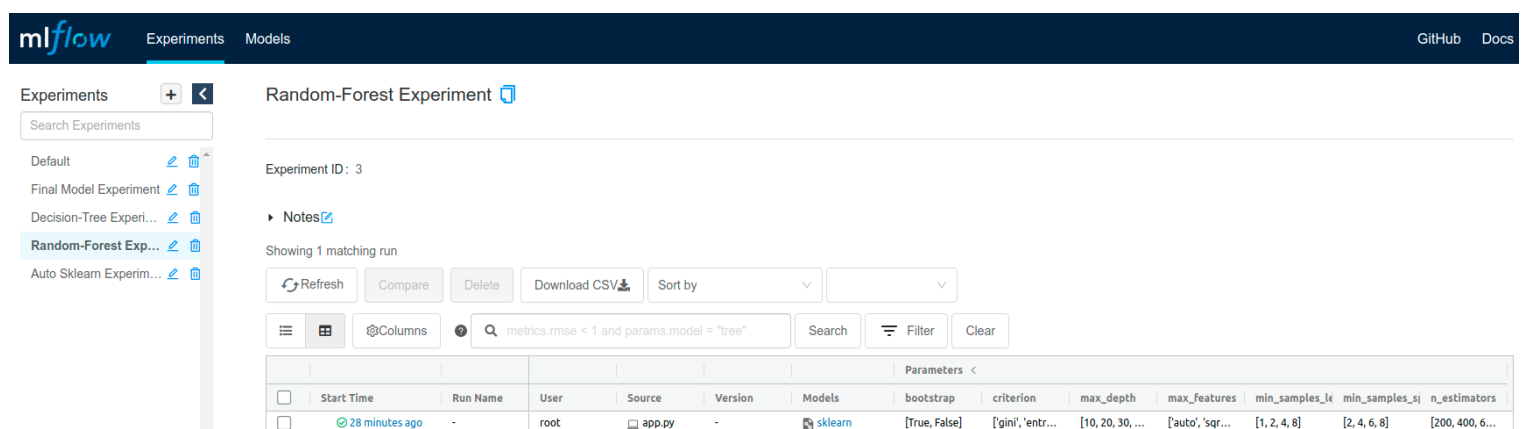 mlflow Experiments Models GitHub Docs
Experiments +
Search Experiments
Default
Final Model Experiment
Decision-Tree Experi...
Random-Forest Exp...
Auto Sklearn Experim...
Random-Forest Experiment
Experiment ID: 3
Notes
Showing 1 matching run
Refresh Compare Delete Download CSV Sort by
Columns ? metrics.rmse < 1 and params.model = "tree" Search Filter Clear
Parameters <
Start Time Run Name User Source Version Models bootstrap criterion max_depth max_features min_samples_le min_samples_sp n_estimators
28 minutes ago - root app.py - sklearn [True, False] ['gini', 'entr... [10, 20, 30, ... ['auto', 'sqr... [1, 2, 4, 8] [2, 4, 6, 8] [200, 400, 6...